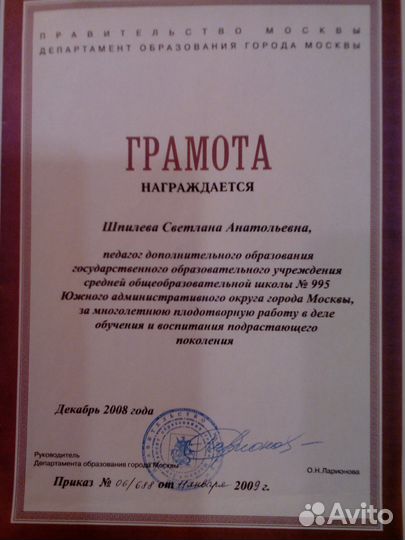 ПРАВИТЕЛЬСТВО МОСКВЫ
ДЕПАРТАМЕНТ ОБРАЗОВАНИЯ ГОРОДА МОСКВЫ
ГРАМОТА
НАГРАЖДАЕТСЯ
Шпилева Светлана Анатольевна,
педагог дополнительного образования
государственного образовательного учреждения
средней общеобразовательной школы № 995
Южного административного округа города Москвы,
за многолетнюю плодотворную работу в деле
обучения и воспитания подрастающего
поколения
Декабрь 2008 года
Руководитель
Департамента образования города Москвы
О.Н.Ларионова
Приказ № 06/688 от 11 января 2009 г.
Avito